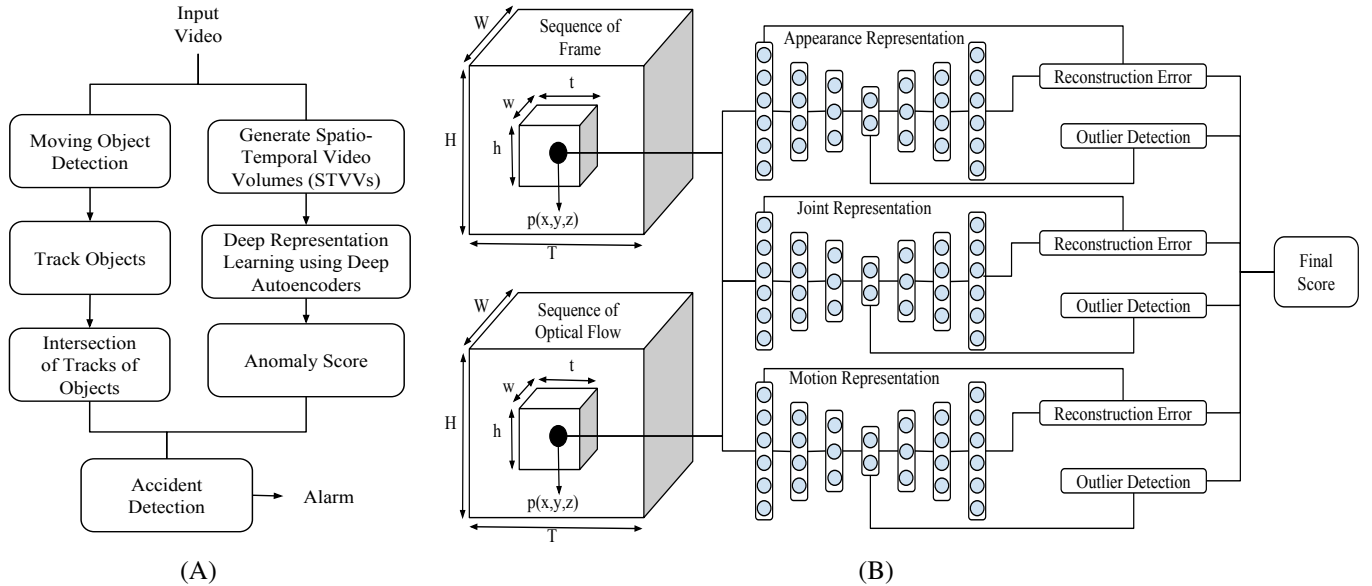 Input
Video
Moving Object
Detection
Generate Spatio-
Temporal Video
Volumes (STVVs)
Track Objects
Deep Representation
Learning using Deep
Autoencoders
Intersection
of Tracks of
Objects
Anomaly Score
Accident
Detection
Alarm
(A)
W
Sequence of
Frame
H
w
t
h
p(x,y,z)
T
W
Sequence of
Optical Flow
H
w
t
h
p(x,y,z)
T
Appearance Representation
Reconstruction Error
Outlier Detection
Joint Representation
Reconstruction Error
Outlier Detection
Motion Representation
Reconstruction Error
Outlier Detection
Final
Score
(B)